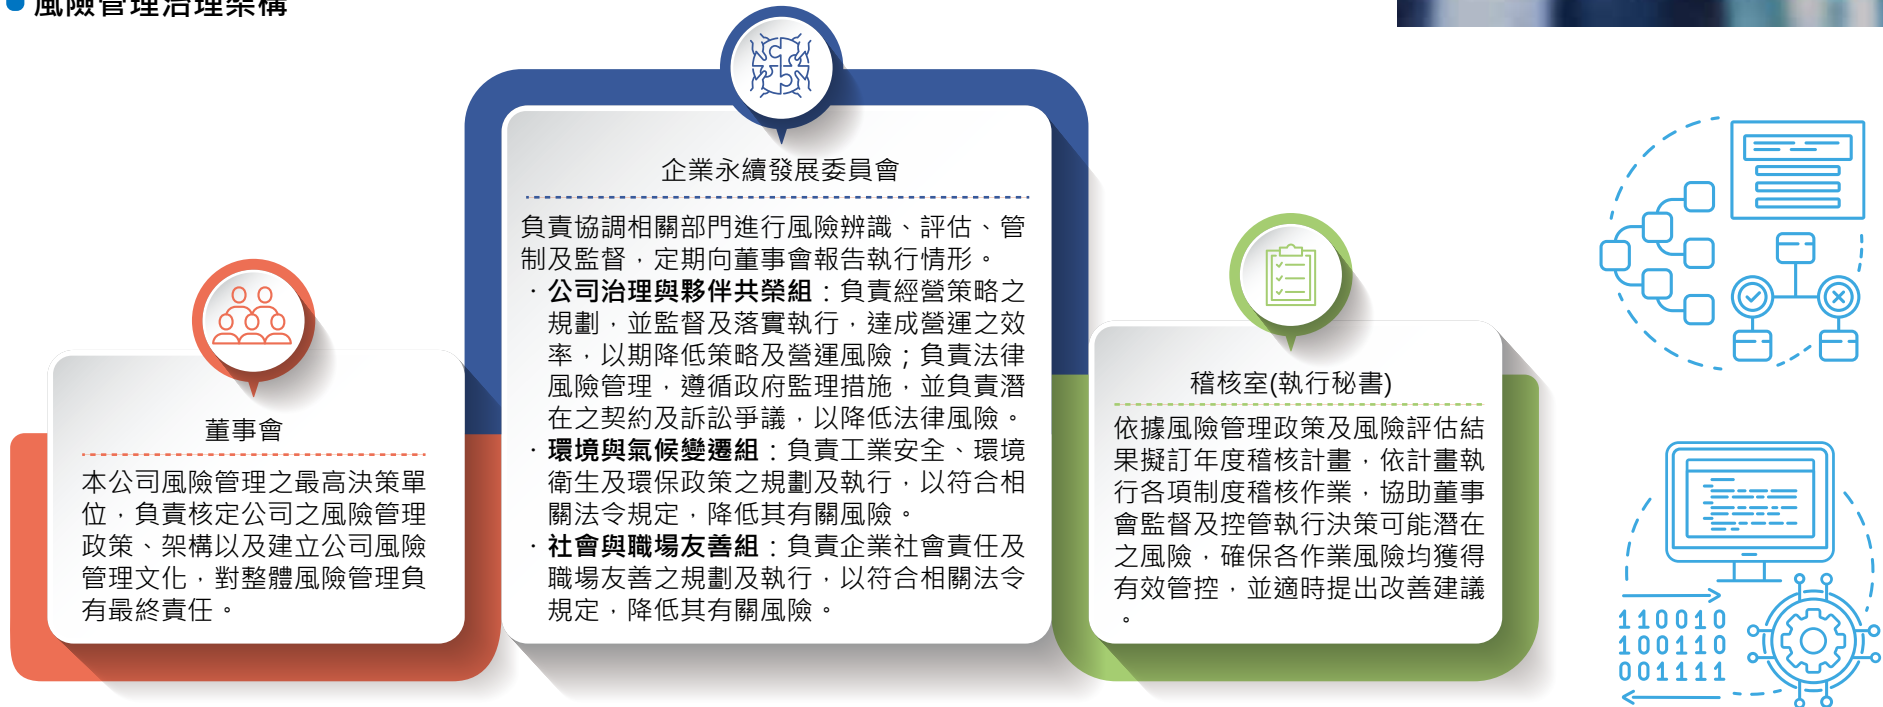 風險管理治理架構
董事會
本公司風險管理之最高決策單
位，負責核定公司之風險管理
政策、架構以及建立公司風險
管理文化，對整體風險管理負
有最終責任。
企業永續發展委員會
負責協調相關部門進行風險辨識、評估、管
制及監督，定期向董事會報告執行情形。
·公司治理與夥伴共榮組：負責經營策略之
規劃，並監督及落實執行，達成營運之效
率，以期降低策略及營運風險；負責法律
風險管理，遵循政府監理措施，並負責潛
在之契約及訴訟爭議，以降低法律風險。
·環境與氣候變遷組：負責工業安全、環境
衛生及環保政策之規劃及執行，以符合相
關法令規定，降低其有關風險。
·社會與職場友善組：負責企業社會責任及
職場友善之規劃及執行，以符合相關法令
規定，降低其有關風險。
稽核室(執行秘書)
依據風險管理政策及風險評估結
果擬訂年度稽核計畫，依計畫執
行各項制度稽核作業，協助董事
會監督及控管執行決策可能潛在
之風險，確保各作業風險均獲得
有效管控，並適時提出改善建議
。
110010
100110
001111